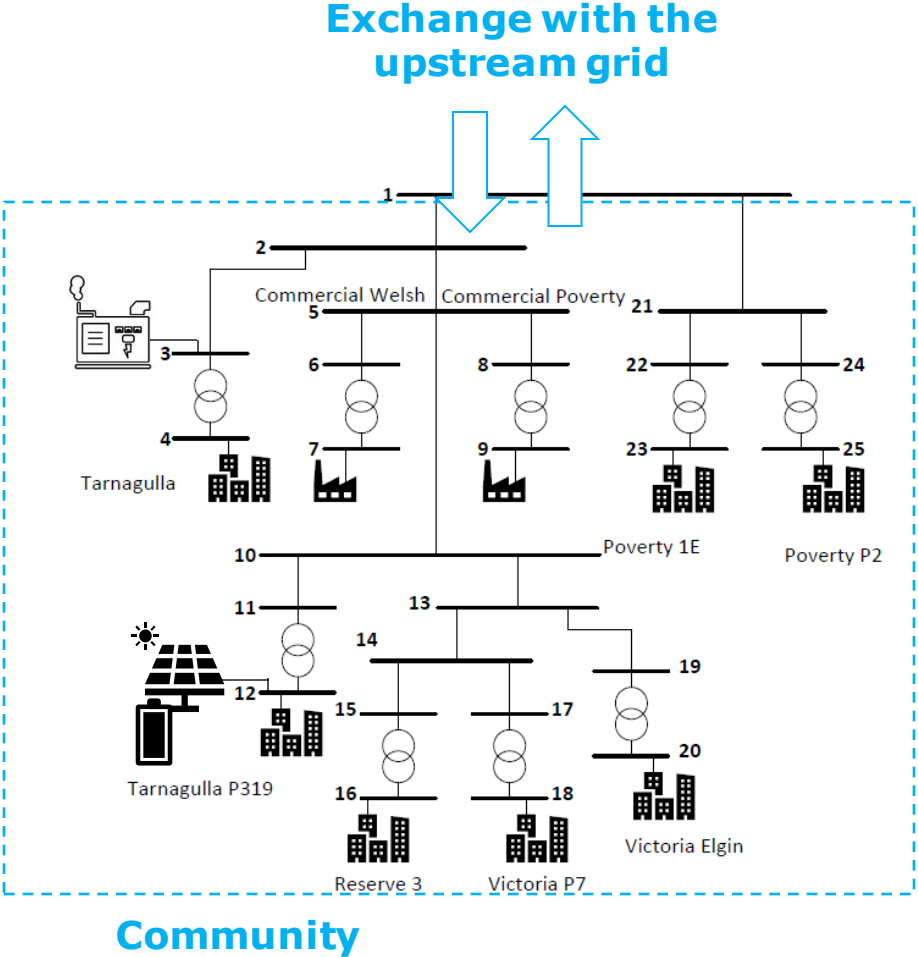 Exchange with the
upstream grid
1
2
Commercial Welsh
Commercial Poverty
5
21
3
6
8
22
24
4
7
9
23
25
Tarnagulla
10
Poverty 1E
Poverty P2
11
13
14
19
12
15
17
20
Tarnagulla P319
16
18
Victoria Elgin
Reserve 3
Victoria P7
Community